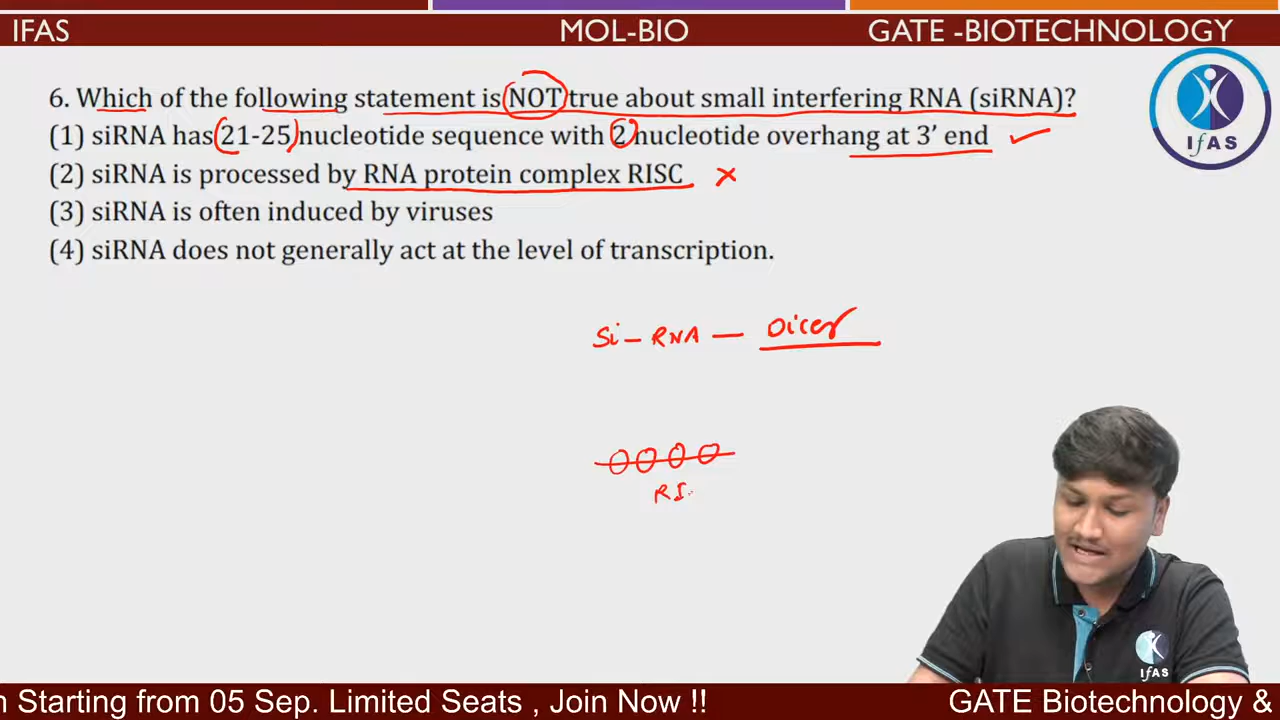 IFAS MOL-BIO GATE -BIOTECHNOLOGY
6. Which of the following statement is NOT true about small interfering RNA (siRNA)?
(1) siRNA has 21-25 nucleotide sequence with 2 nucleotide overhang at 3’ end
(2) siRNA is processed by RNA protein complex RISC
(3) siRNA is often induced by viruses
(4) siRNA does not generally act at the level of transcription.
IfAS
Si-RNA — Dicer
RI
IfAS
n Starting from 05 Sep. Limited Seats , Join Now !! GATE Biotechnology &